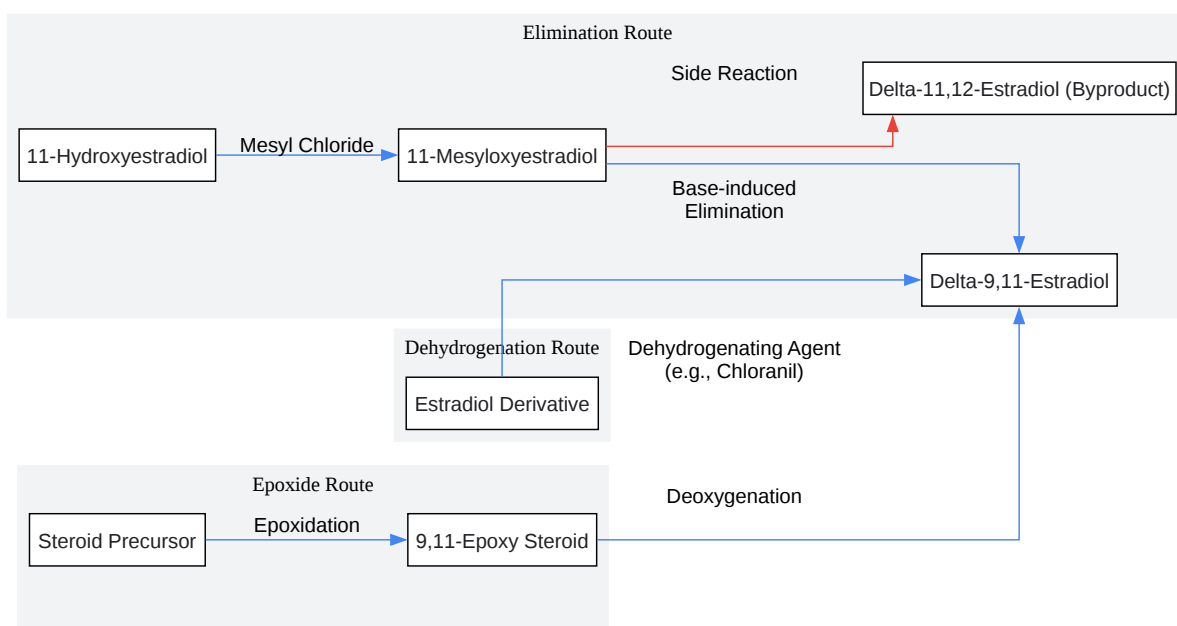 Elimination Route
Side Reaction
Delta-11,12-Estradiol (Byproduct)
11-Hydroxyestradiol
Mesyl Chloride
11-Mesyloxyestradiol
Base-induced
Elimination
Delta-9,11-Estradiol
Dehydrogenation Route
Dehydrogenating Agent
(e.g., Chloranil)
Estradiol Derivative
Epoxide Route
Deoxygenation
Steroid Precursor
Epoxidation
9,11-Epoxy Steroid